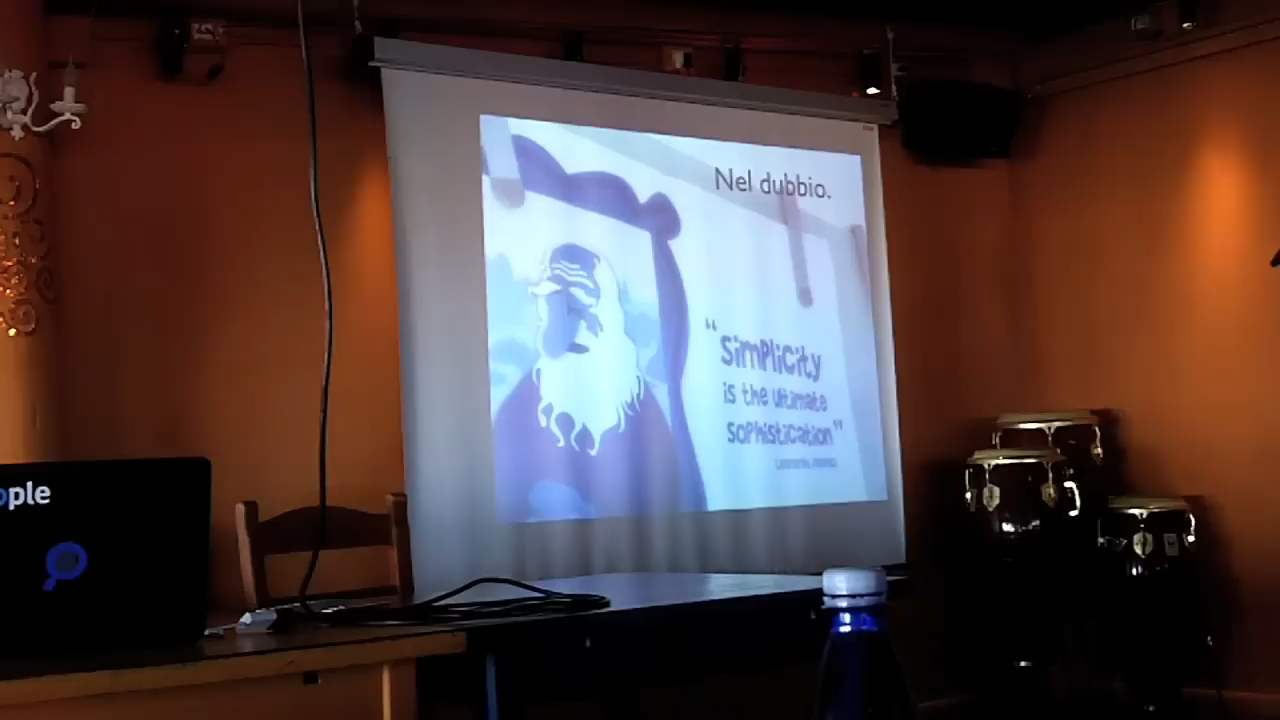 Nel dubbio.
"simplicity
is the ultimate
sophistication"
ople